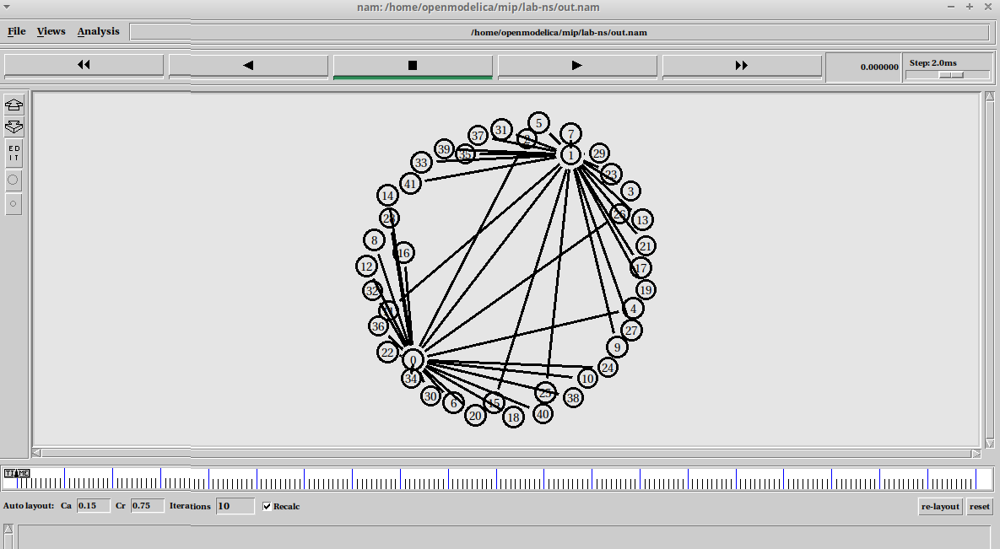 nam: /home/openmodelica/mip/lab-ns/out.nam
File Views Analysis /home/openmodelica/mip/lab-ns/out.nam
0.000000 Step: 2.0ms
ED
IT
5
31 7
37 2
39 35 1 29
33 23
41 3
14 26
28 13
8 21
16
12 17
32 19
4
36 27
22 9
0 24
34 10
30 25 38
6 15
20 18 40
TIME
Auto layout: Ca 0.15 Cr 0.75 Iterations 10 Recalc re-layout reset